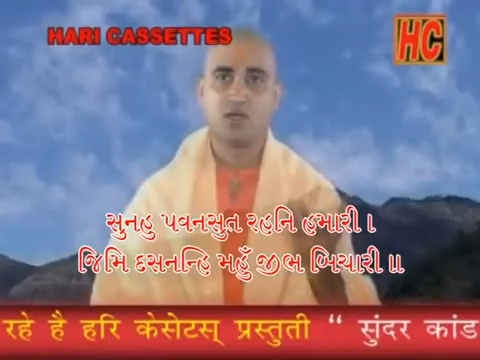 HARI CASSETTES
HC
સુનહુ પવનસુત રહનિ હમારી ।
જિમિ દસનન્હિ મહુઁ જીભ બિચારી ॥
रहे है हरि केसेटस् प्रस्तुती “ सुंदर कांड